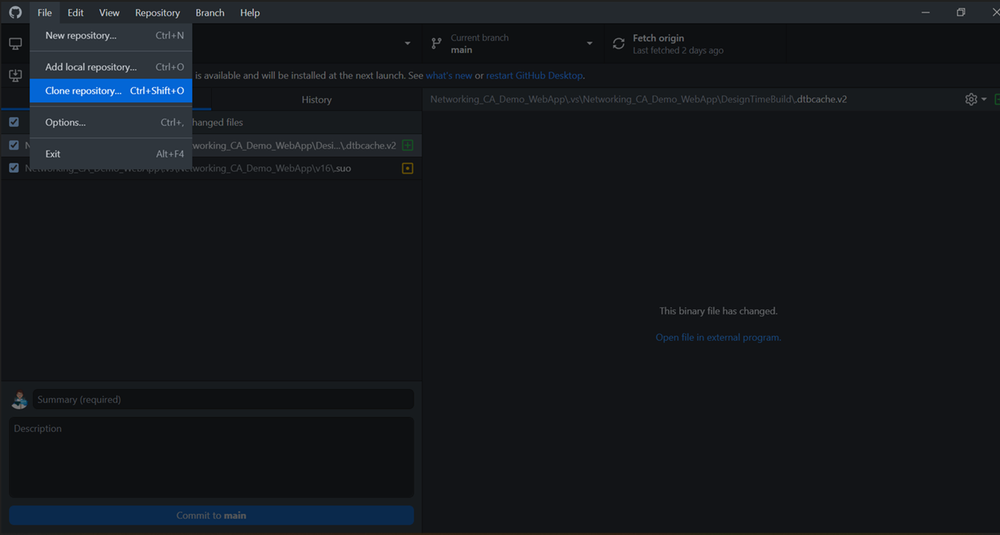 File Edit View Repository Branch Help
New repository... Ctrl+N
Current branch
main
Fetch origin
Last fetched 2 days ago
Add local repository... Ctrl+O
is available and will be installed at the next launch. See what's new or restart GitHub Desktop.
Clone repository... Ctrl+Shift+O
History
Networking_CA_Demo_WebApp\.vs\Networking_CA_Demo_WebApp\DesignTimeBuild\.dtbcache.v2
Options... Ctrl+,
hanged files
N working_CA_Demo_WebApp\Desi...\.dtbcache.v2
Exit Alt+F4
Networking_CA_Demo_WebApp\.vs\Networking_CA_Demo_WebApp\v16\.suo
This binary file has changed.
Open file in external program.
Summary (required)
Description
Commit to main